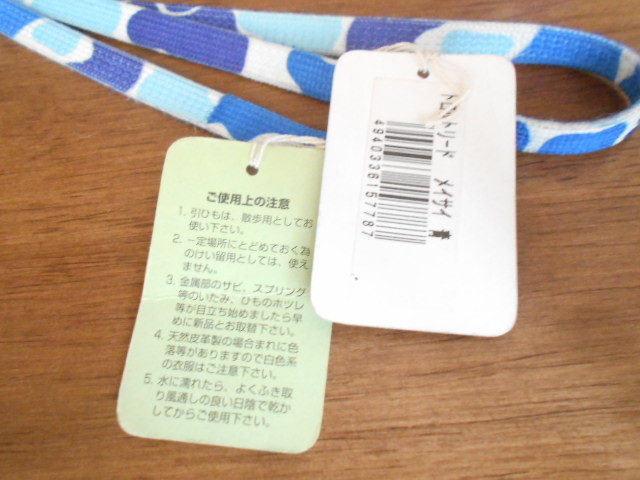 ご使用上の注意
1. 引ひもは、散歩用としてお
使い下さい。
2. 一定場所にとどめておく為
のけい留用としては、使え
ません。
3. 金属部のサビ、スプリング
等のいたみ、ひものホツレ
等が目立ち始めましたら早
めに新品とお取替下さい。
4. 天然皮革製の場合まれに色
落等がありますので白色系
の衣服はご注意下さい。
5. 水に濡れたら、よくふき取
り風通しの良い日陰で乾か
してからご使用下さい。
リード メイサイ
4940336157787